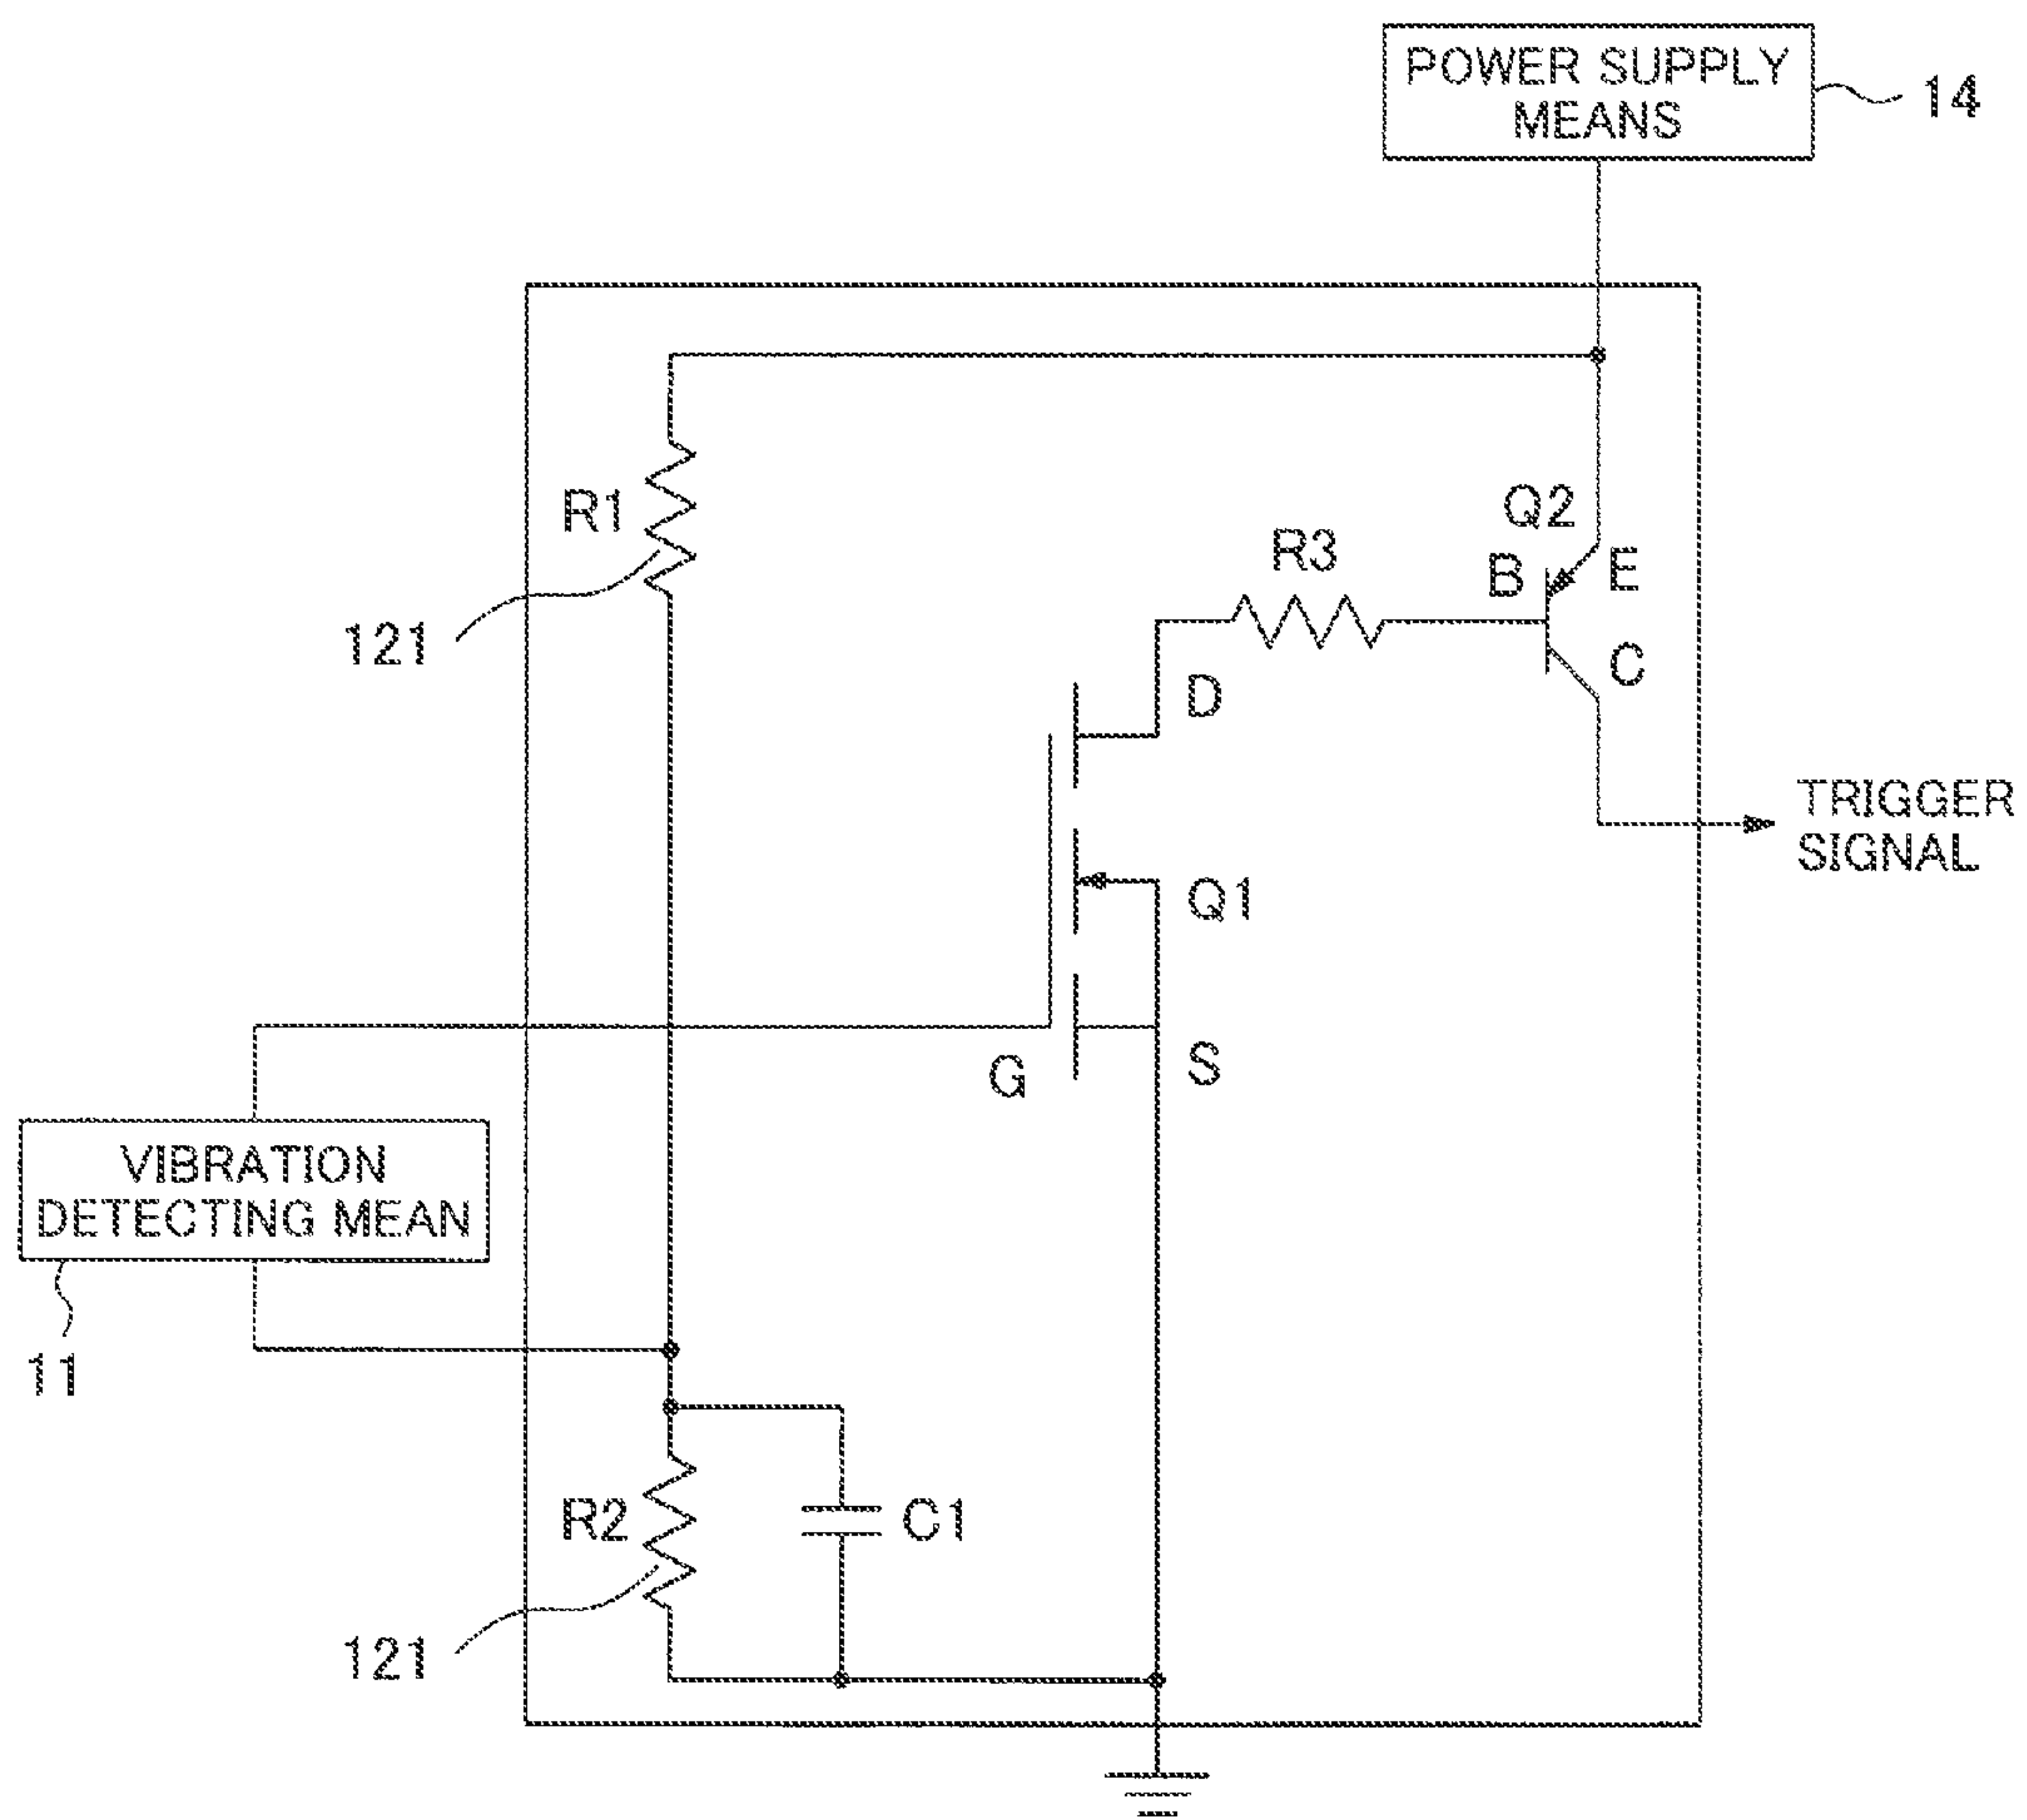 POWER SUPPLY
MEANS
14
R1
121
Q2
R3
B
E
C
D
TRIGGER
SIGNAL
Q1
G
S
VIBRATION
DETECTING MEAN
11
R2
C1
121